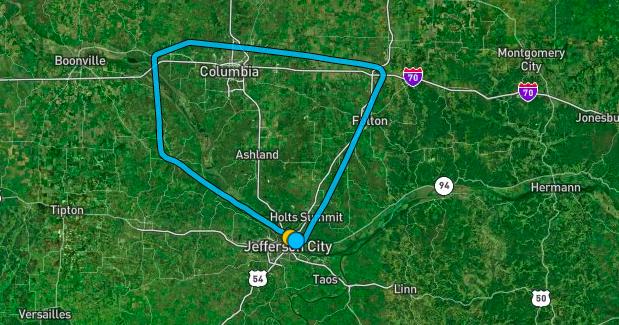 Boonville
Columbia
Montgomery
City
70
70
Fulton
Jonesbu
Ashland
94
Hermann
Tipton
Holts Summit
Jefferson City
54
Taos
Linn
50
Versailles